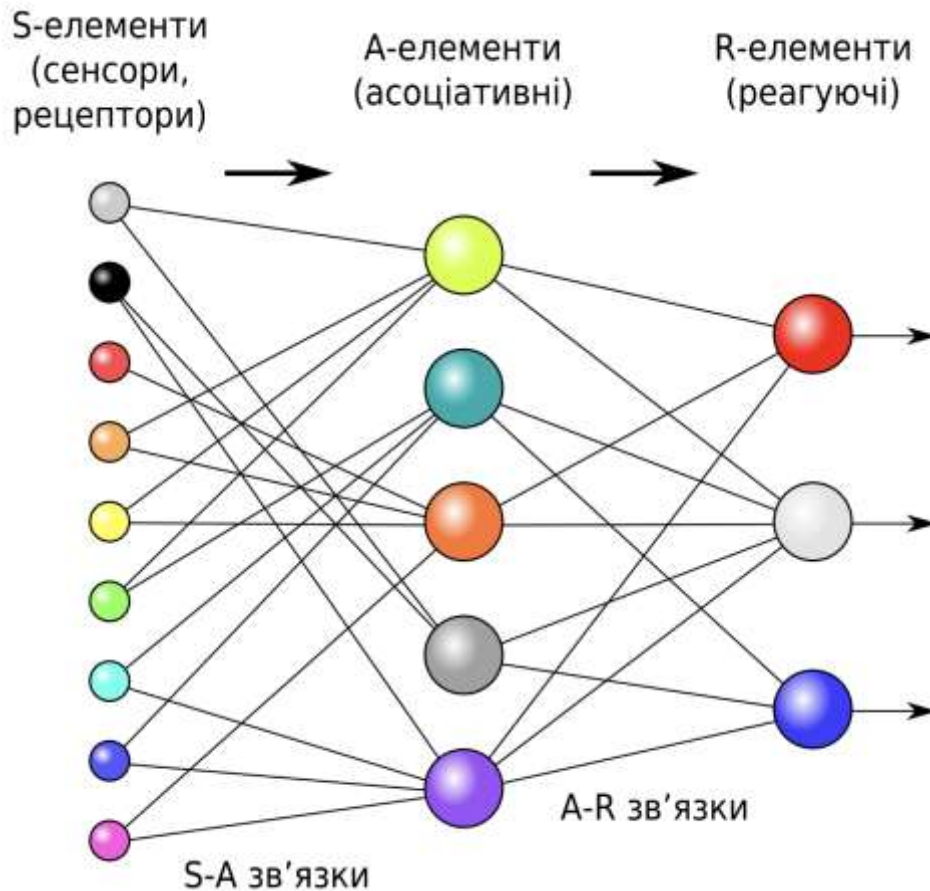 S-елементи
(сенсори,
рецептори)
А-елементи
(асоціативні)
R-елементи
(реагуючі)
A-R зв’язки
S-A зв’язки